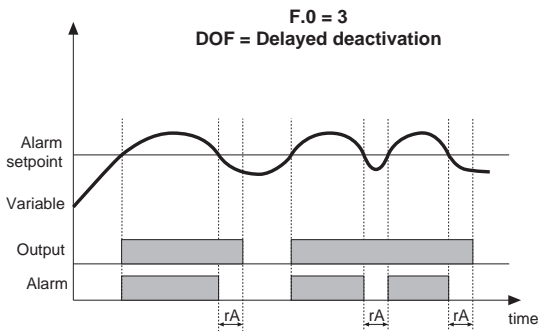 F.0 = 3
DOF = Delayed deactivation
Alarm
setpoint
Variable
Output
Alarm
rA
rA
rA
time